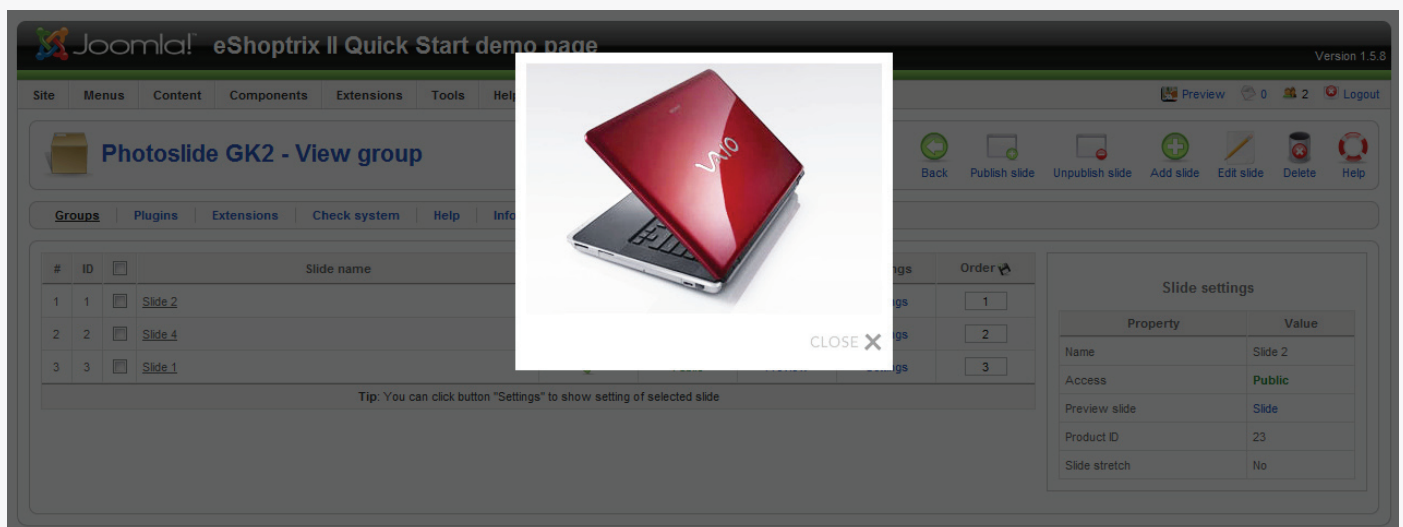 Joomla! eShoptrix II Quick Start demo page
Version 1.5.8
Site Menus Content Components Extensions Tools Help
Preview 0 2 Logout
Photoslide GK2 - View group
Back Publish slide Unpublish slide Add slide Edit slide Delete Help
Groups Plugins Extensions Check system Help Info
VAIO
# ID Slide name Order
1 1 Slide 2 1
2 2 Slide 4 2
3 3 Slide 1 3
Tip: You can click button "Settings" to show setting of selected slide
CLOSE
Slide settings
Property Value
Name Slide 2
Access Public
Preview slide Slide
Product ID 23
Slide stretch No